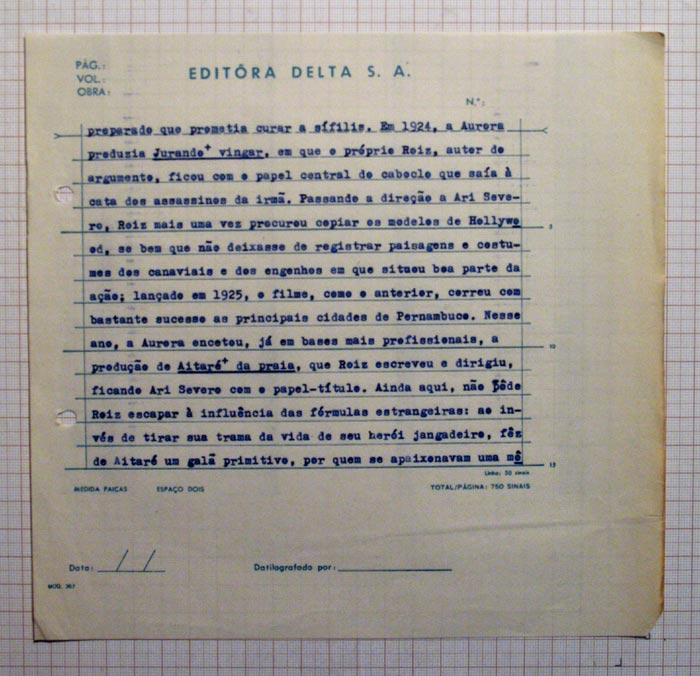 PÁG.:
VOL.:
OBRA:
EDITÔRA DELTA S. A.
N.º:
preparado que prometia curar a sífilis. Em 1924, a Aurora
produzia Jurando+ vingar, em que o próprio Roiz, autor do
argumento, ficou com o papel central do caboclo que saía à
cata dos assassinos da irmã. Passando a direção a Ari Seve-
ro, Roiz mais uma vez procurou copiar os modelos de Hollywo
5
od, se bem que não deixasse de registrar paisagens e costu-
mes dos canaviais e dos engenhos em que situou boa parte da
ação; lançado em 1925, o filme, como o anterior, correu com
bastante sucesso as principais cidades de Pernambuco. Nesse
ano, a Aurora encetou, já em bases mais profissionais, a
10
produção de Aitaré+ da praia, que Roiz escreveu e dirigiu,
ficando Ari Severo com o papel-título. Ainda aqui, não pôde
Roiz escapar à influência das fórmulas estrangeiras: ao in-
vés de tirar sua trama da vida de seu herói jangadeiro, fêz
de Aitaré um galã primitivo, por quem se apaixonavam uma mô
15
Linha: 50 sinais
MEDIDA PAICAS ESPAÇO DOIS TOTAL/PÁGINA: 750 SINAIS
Data: / / Datilografado por:
MOD. 367